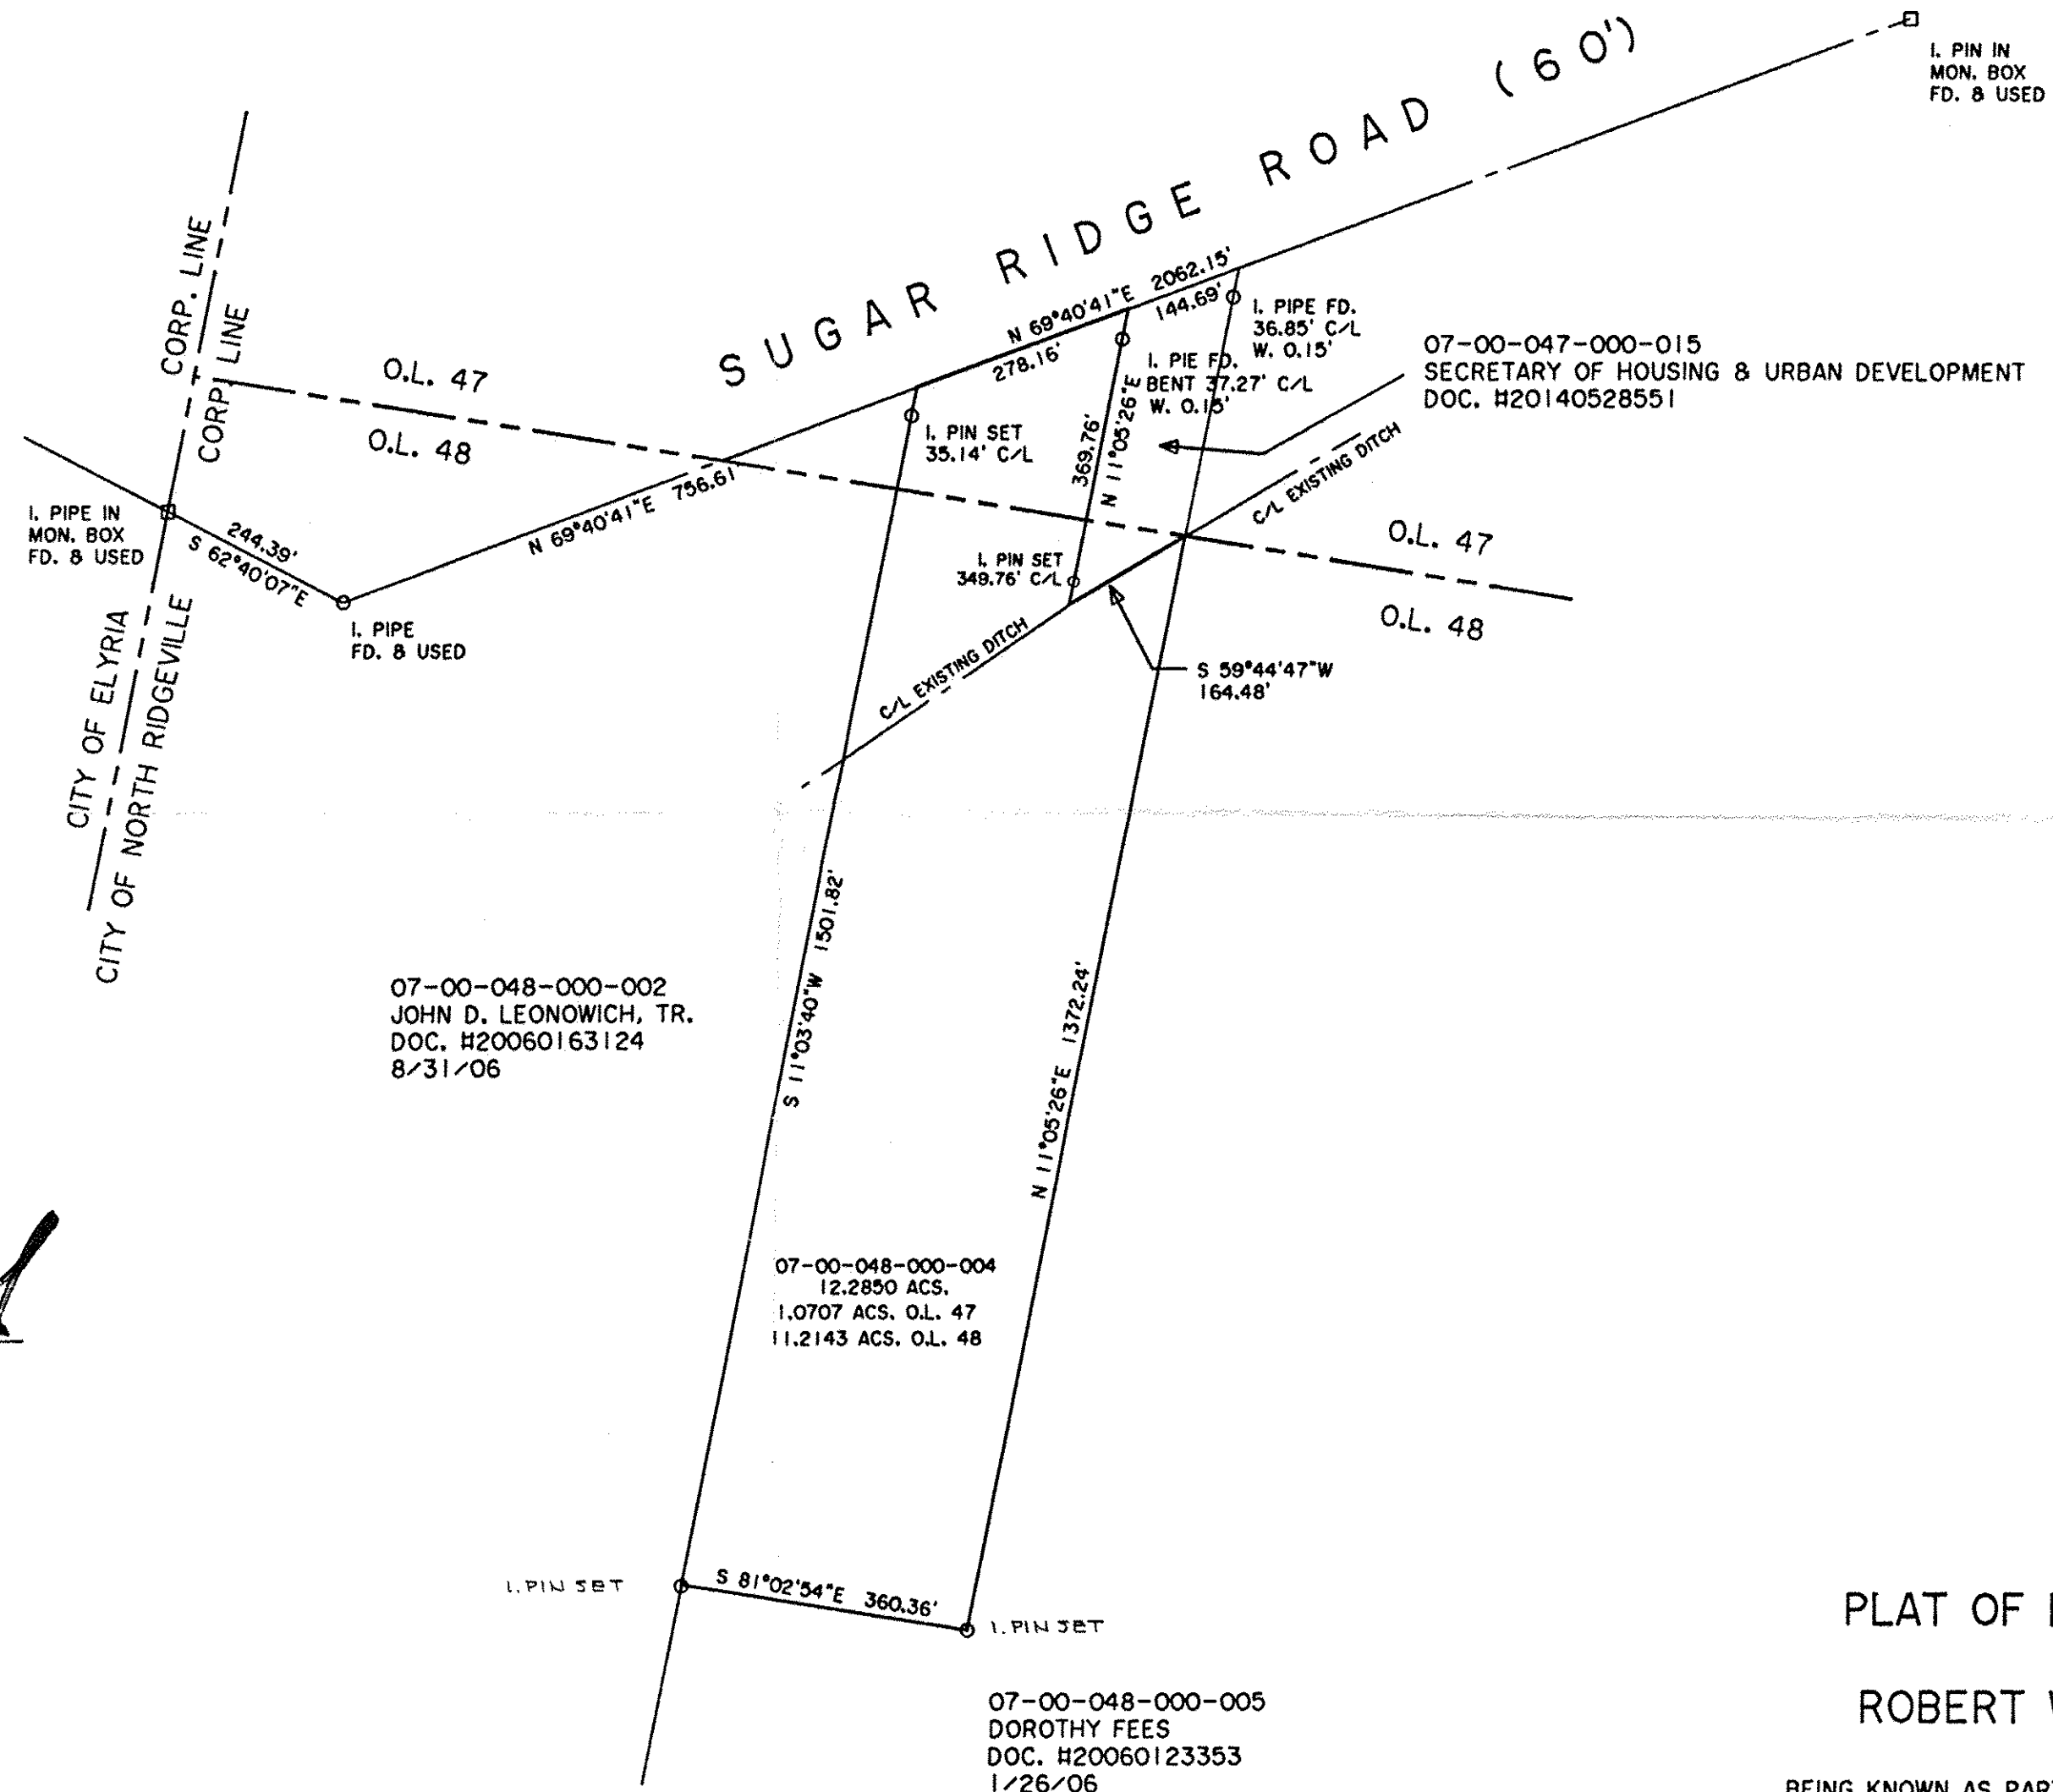 I. PIN IN
MON. BOX
FD. & USED
SUGAR RIDGE ROAD (60')
CORP. LINE
CORP. LINE
N 69°40'41"E 2062.15'
278.16'
144.69'
I. PIPE FD.
36.85' C/L
W. 0.15'
I. PIE FD.
BENT 37.27' C/L
W. 0.15'
07-00-047-000-015
SECRETARY OF HOUSING & URBAN DEVELOPMENT
DOC. #20140528551
O.L. 47
O.L. 48
I. PIN SET
35.14' C/L
369.76'
N 11°05'26"E
C/L EXISTING DITCH
N 69°40'41"E 756.61'
I. PIPE IN
MON. BOX
FD. & USED
244.39'
S 62°40'07"E
I. PIPE
FD. & USED
I. PIN SET
349.76' C/L
O.L. 47
O.L. 48
C/L EXISTING DITCH
S 59°44'47"W
164.48'
CITY OF ELYRIA
CITY OF NORTH RIDGEVILLE
S 11°03'40"W 1501.82'
N 11°05'26"E 1372.24'
07-00-048-000-002
JOHN D. LEONOWICH, TR.
DOC. #20060163124
8/31/06
07-00-048-000-004
12.2850 ACS.
1.0707 ACS. O.L. 47
11.2143 ACS. O.L. 48
I. PIN SET
S 81°02'54"E 360.36'
I. PIN SET
07-00-048-000-005
DOROTHY FEES
DOC. #20060123353
1/26/06
PLAT OF
ROBERT
BEING KNOWN AS PAR